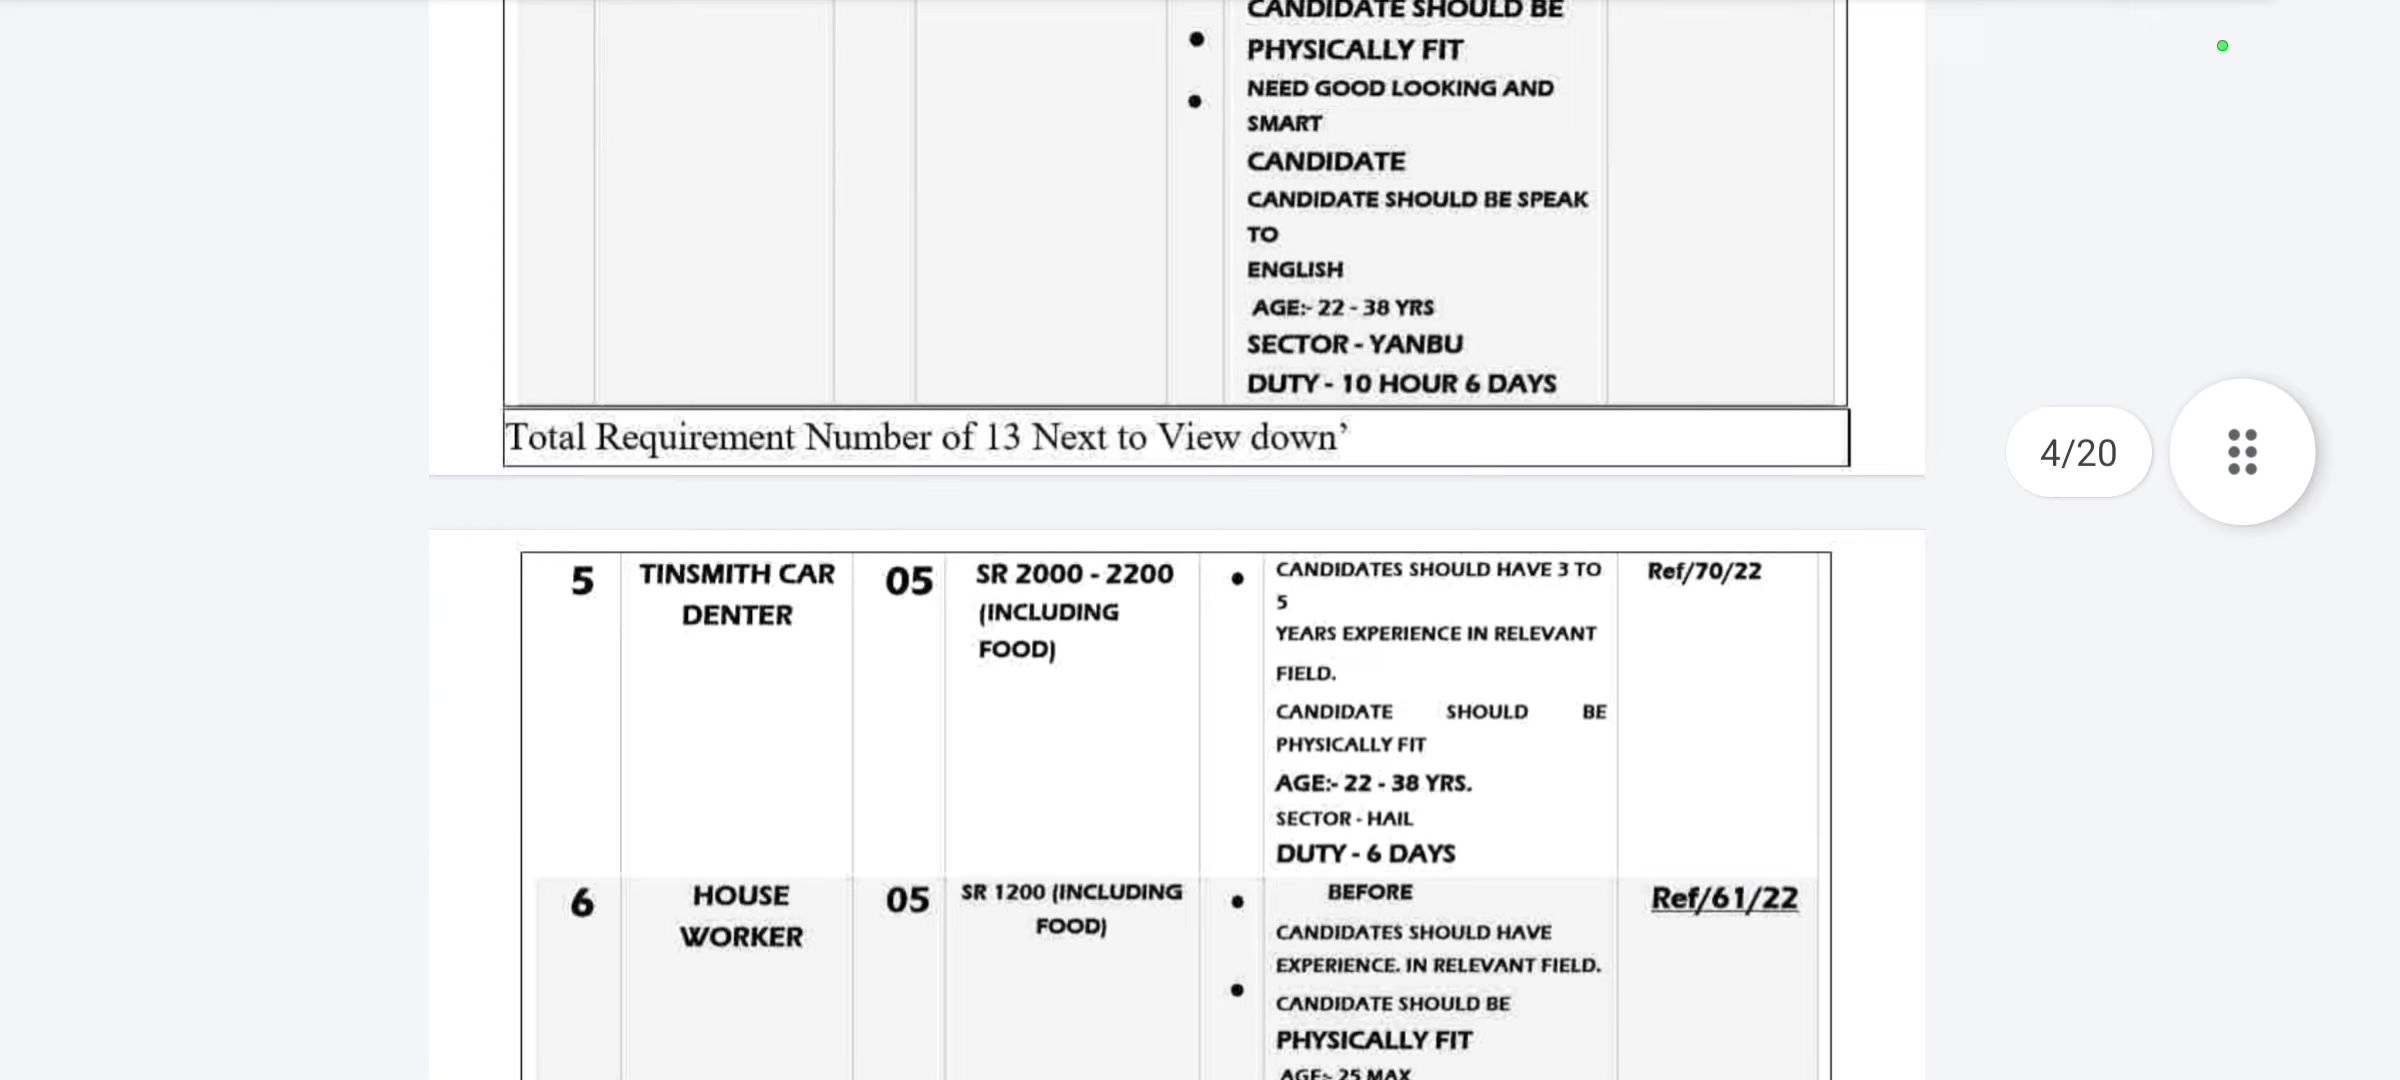 CANDIDATE SHOULD BE
PHYSICALLY FIT
NEED GOOD LOOKING AND
SMART
CANDIDATE
CANDIDATE SHOULD BE SPEAK
TO
ENGLISH
AGE:- 22 - 38 YRS
SECTOR - YANBU
DUTY - 10 HOUR 6 DAYS
Total Requirement Number of 13 Next to View down’
4/20
5
TINSMITH CAR
DENTER
05
SR 2000 - 2200
(INCLUDING
FOOD)
CANDIDATES SHOULD HAVE 3 TO
5
YEARS EXPERIENCE IN RELEVANT
FIELD.
CANDIDATE SHOULD BE
PHYSICALLY FIT
AGE:- 22 - 38 YRS.
SECTOR - HAIL
DUTY - 6 DAYS
Ref/70/22
6
HOUSE
WORKER
05
SR 1200 (INCLUDING
FOOD)
BEFORE
CANDIDATES SHOULD HAVE
EXPERIENCE. IN RELEVANT FIELD.
CANDIDATE SHOULD BE
PHYSICALLY FIT
AGE:- 25 MAX
Ref/61/22